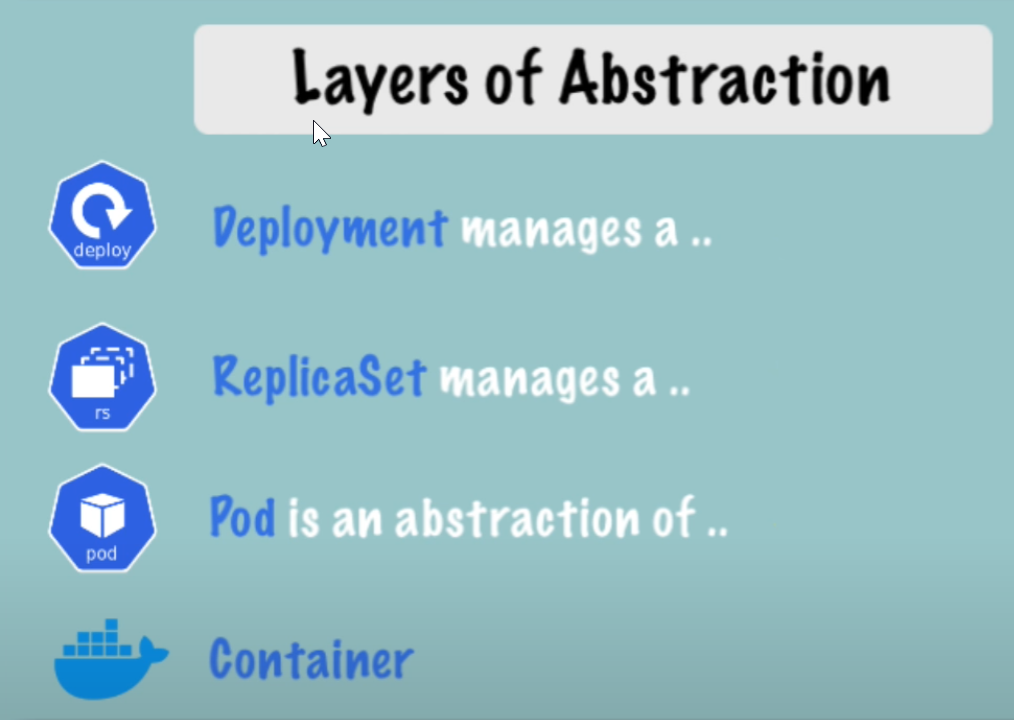 Layers of Abstraction
deploy
Deployment manages a ..
rs
ReplicaSet manages a ..
pod
Pod is an abstraction of ..
Container